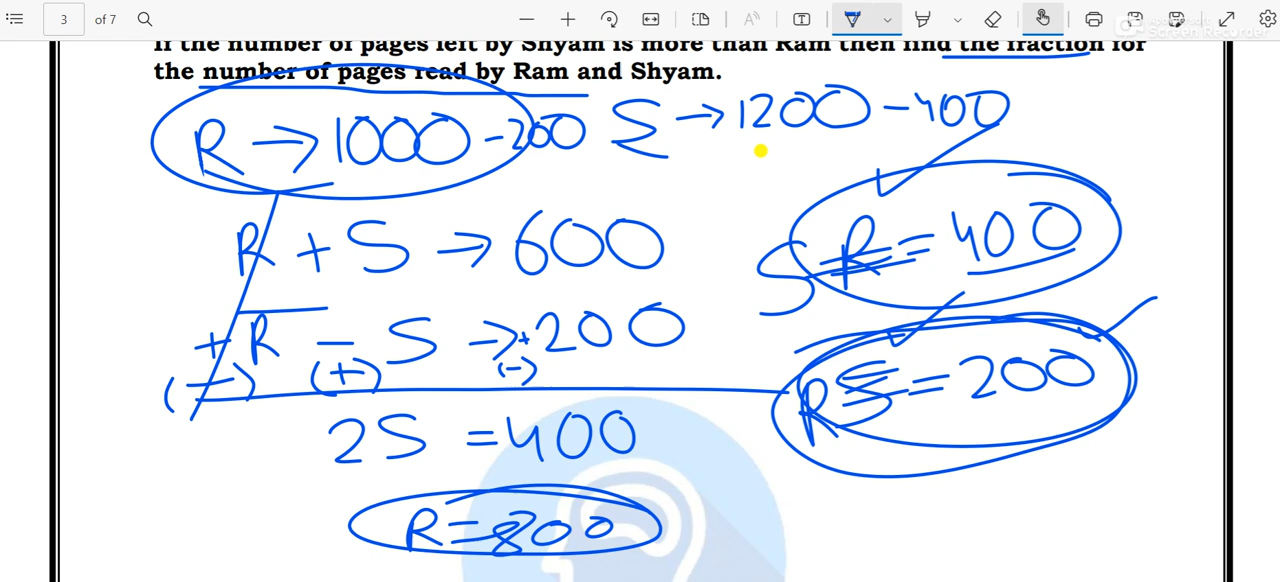 3 of 7
If the number of pages left by Shyam is more than Ram then find the fraction for
the number of pages read by Ram and Shyam.
R → 1000 - 200 S → 1200 - 400
R + S → 600
S R = 400
+ R - S → + 200
(-) (+) (-)
R S = 200
2S = 400
R = 800
Screen Recorder